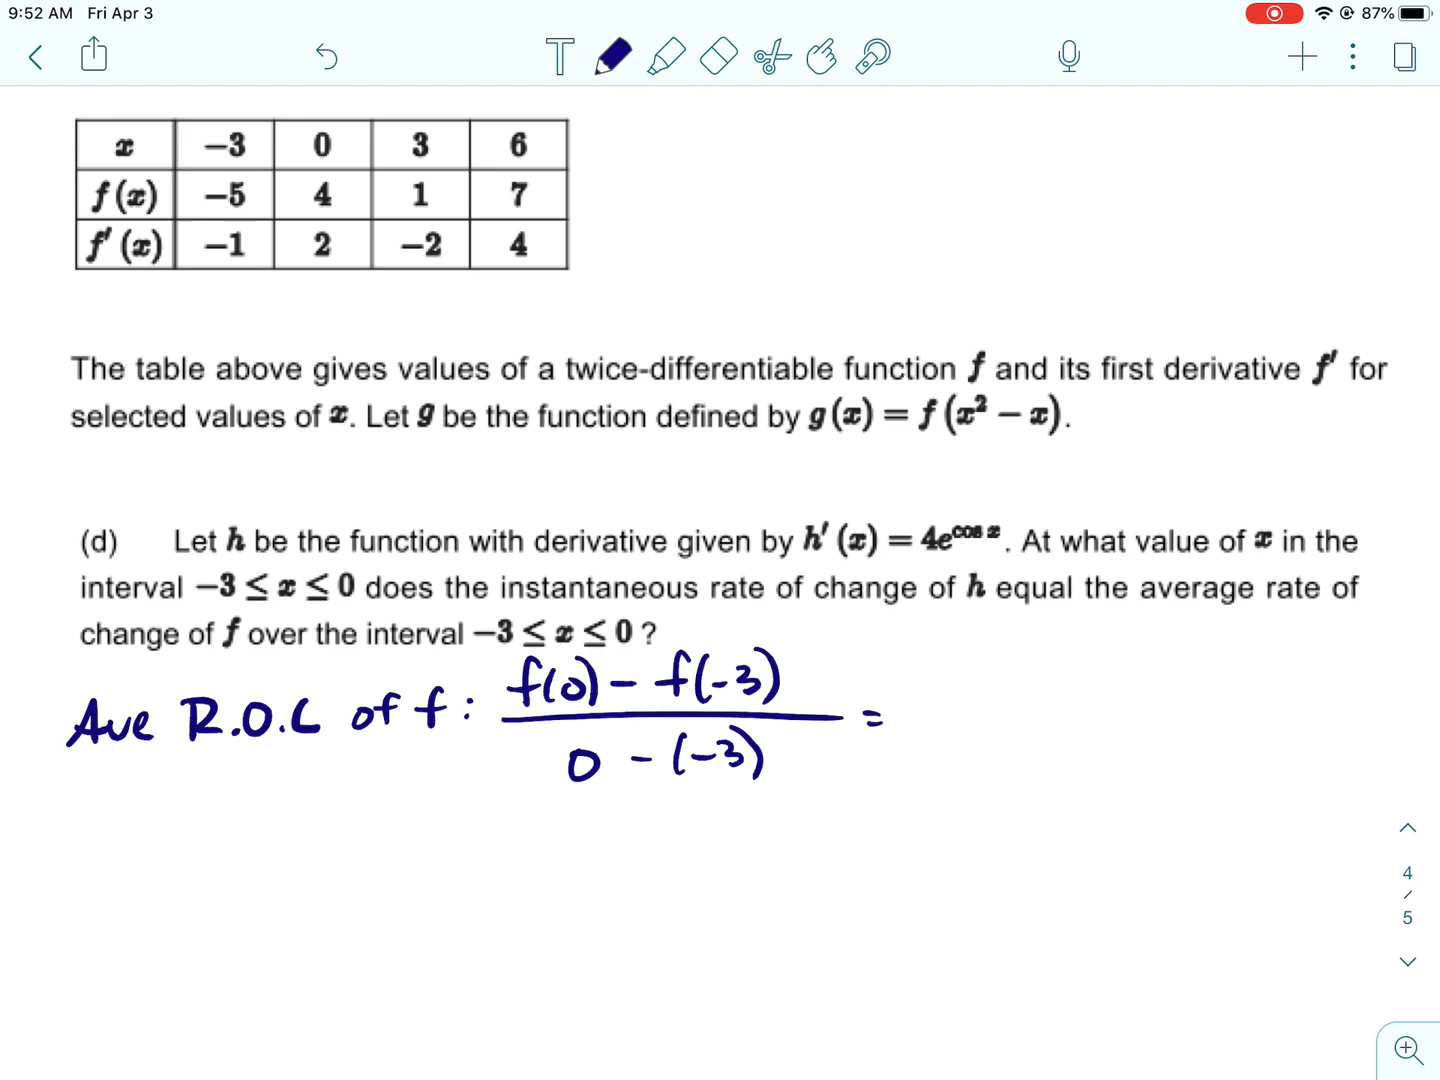 9:52 AM Fri Apr 3 87%
x −3 0 3 6
f(x) −5 4 1 7
f′(x) −1 2 −2 4
The table above gives values of a twice-differentiable function f and its first derivative f′ for
selected values of x. Let g be the function defined by g(x) = f(x² − x).
(d) Let h be the function with derivative given by h′(x) = 4e^{cos x}. At what value of x in the
interval −3 ≤ x ≤ 0 does the instantaneous rate of change of h equal the average rate of
change of f over the interval −3 ≤ x ≤ 0 ?
Ave R.O.C of f: \frac{f(0) - f(-3)}{0 - (-3)} =
4
/
5